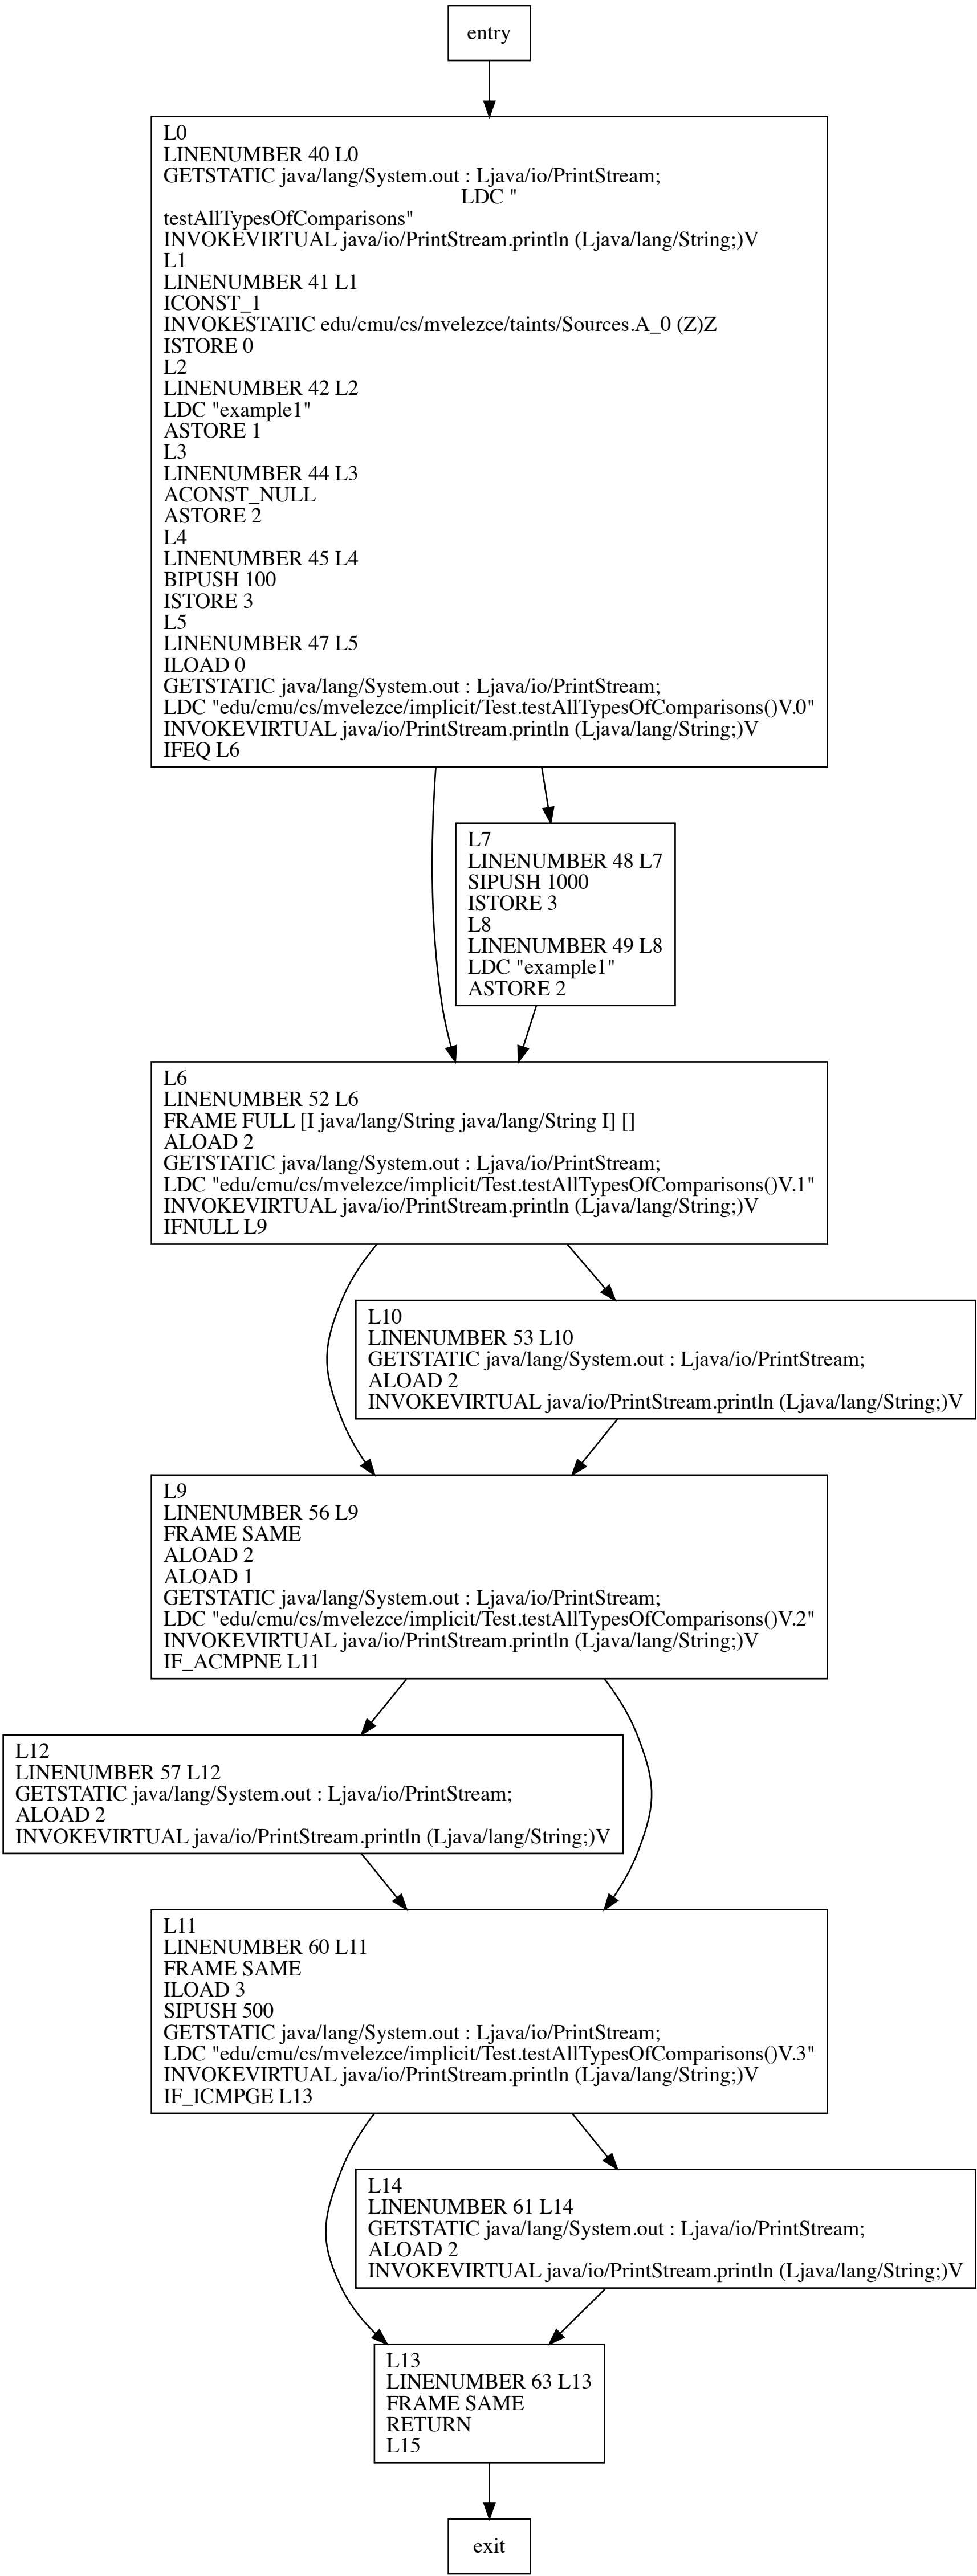 entry
L0
LINENUMBER 40 L0
GETSTATIC java/lang/System.out : Ljava/io/PrintStream;
LDC "
testAllTypesOfComparisons"
INVOKEVIRTUAL java/io/PrintStream.println (Ljava/lang/String;)V
L1
LINENUMBER 41 L1
ICONST_1
INVOKESTATIC edu/cmu/cs/mvelezce/taints/Sources.A_0 (Z)Z
ISTORE 0
L2
LINENUMBER 42 L2
LDC "example1"
ASTORE 1
L3
LINENUMBER 44 L3
ACONST_NULL
ASTORE 2
L4
LINENUMBER 45 L4
BIPUSH 100
ISTORE 3
L5
LINENUMBER 47 L5
ILOAD 0
GETSTATIC java/lang/System.out : Ljava/io/PrintStream;
LDC "edu/cmu/cs/mvelezce/implicit/Test.testAllTypesOfComparisons()V.0"
INVOKEVIRTUAL java/io/PrintStream.println (Ljava/lang/String;)V
IFEQ L6
L7
LINENUMBER 48 L7
SIPUSH 1000
ISTORE 3
L8
LINENUMBER 49 L8
LDC "example1"
ASTORE 2
L6
LINENUMBER 52 L6
FRAME FULL [I java/lang/String java/lang/String I] []
ALOAD 2
GETSTATIC java/lang/System.out : Ljava/io/PrintStream;
LDC "edu/cmu/cs/mvelezce/implicit/Test.testAllTypesOfComparisons()V.1"
INVOKEVIRTUAL java/io/PrintStream.println (Ljava/lang/String;)V
IFNULL L9
L10
LINENUMBER 53 L10
GETSTATIC java/lang/System.out : Ljava/io/PrintStream;
ALOAD 2
INVOKEVIRTUAL java/io/PrintStream.println (Ljava/lang/String;)V
L9
LINENUMBER 56 L9
FRAME SAME
ALOAD 2
ALOAD 1
GETSTATIC java/lang/System.out : Ljava/io/PrintStream;
LDC "edu/cmu/cs/mvelezce/implicit/Test.testAllTypesOfComparisons()V.2"
INVOKEVIRTUAL java/io/PrintStream.println (Ljava/lang/String;)V
IF_ACMPNE L11
L12
LINENUMBER 57 L12
GETSTATIC java/lang/System.out : Ljava/io/PrintStream;
ALOAD 2
INVOKEVIRTUAL java/io/PrintStream.println (Ljava/lang/String;)V
L11
LINENUMBER 60 L11
FRAME SAME
ILOAD 3
SIPUSH 500
GETSTATIC java/lang/System.out : Ljava/io/PrintStream;
LDC "edu/cmu/cs/mvelezce/implicit/Test.testAllTypesOfComparisons()V.3"
INVOKEVIRTUAL java/io/PrintStream.println (Ljava/lang/String;)V
IF_ICMPGE L13
L14
LINENUMBER 61 L14
GETSTATIC java/lang/System.out : Ljava/io/PrintStream;
ALOAD 2
INVOKEVIRTUAL java/io/PrintStream.println (Ljava/lang/String;)V
L13
LINENUMBER 63 L13
FRAME SAME
RETURN
L15
exit